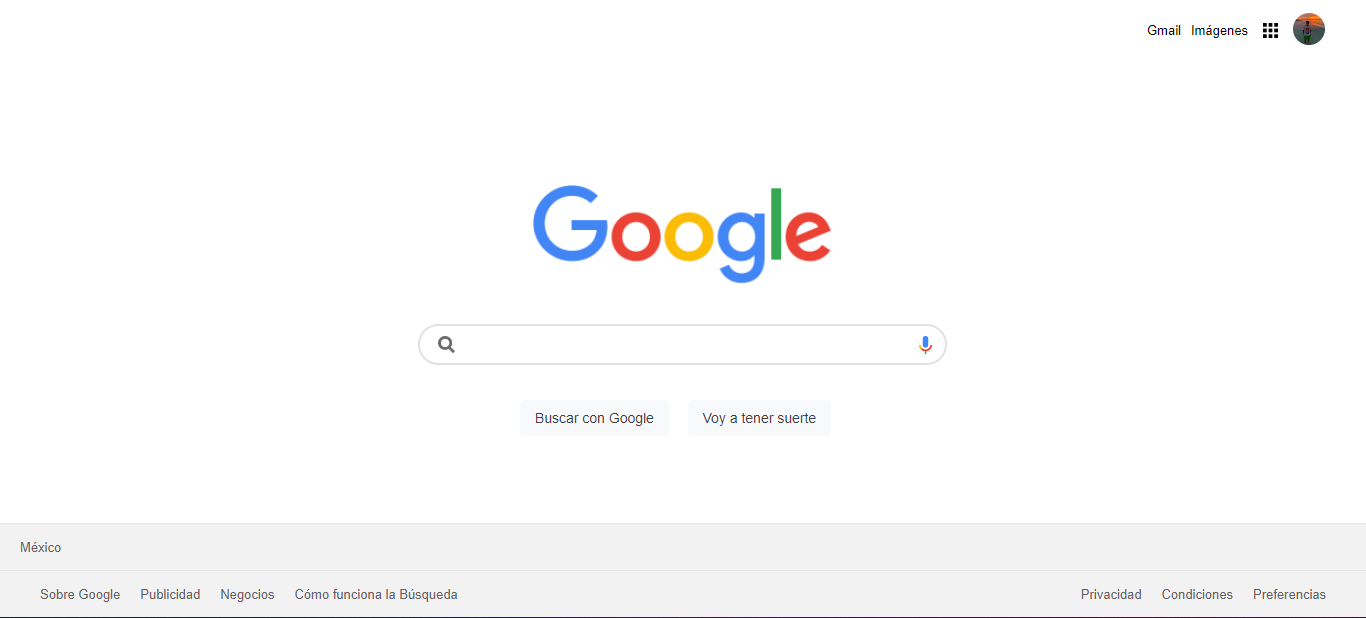 Gmail Imágenes
Google
Buscar con Google Voy a tener suerte
México
Sobre Google Publicidad Negocios Cómo funciona la Búsqueda Privacidad Condiciones Preferencias